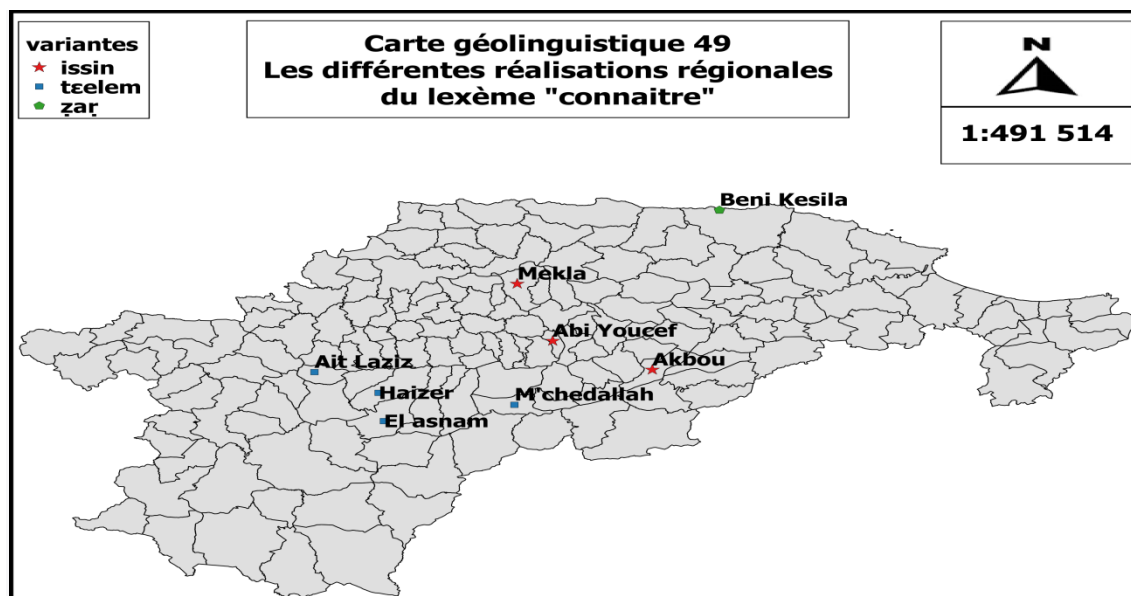 variantes
issin
tɛelem
ẓaṛ
Carte géolinguistique 49
Les différentes réalisations régionales
du lexème "connaitre"
N
1:491 514
Beni Kesila
Mekla
Abi Youcef
Ait Laziz
Akbou
Haizer
M'chedallah
El asnam